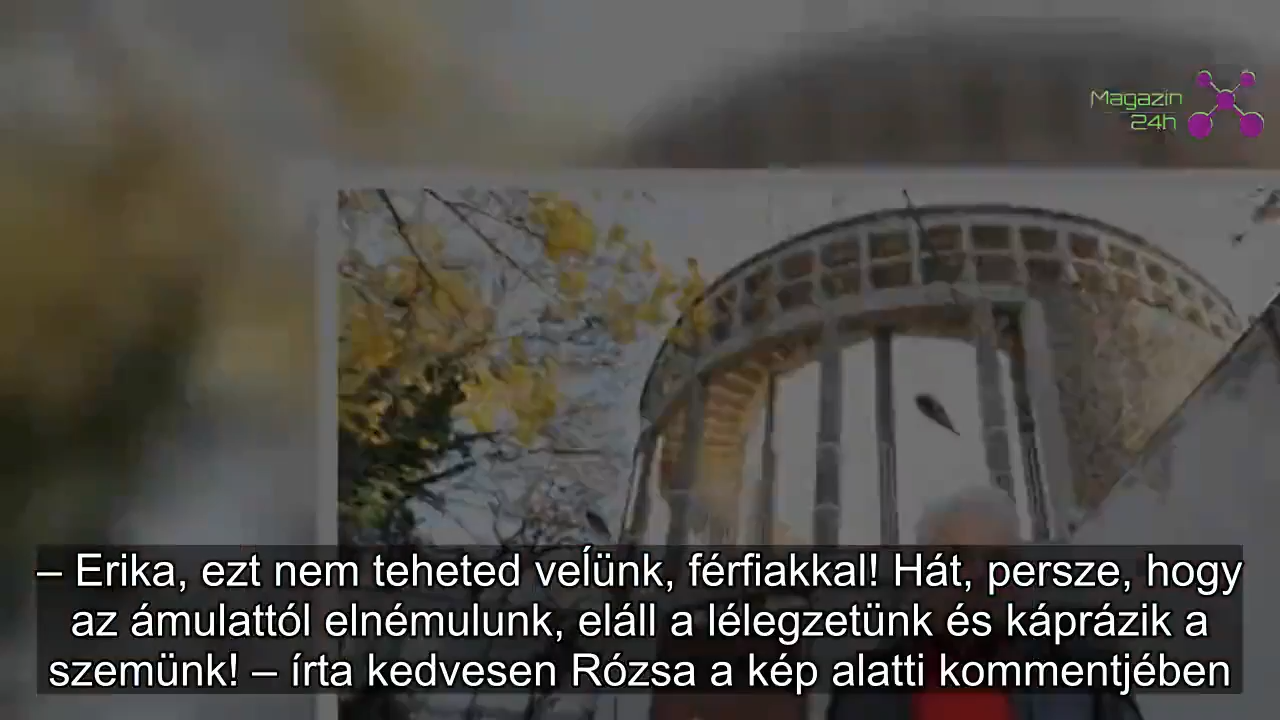 Magazin
24h
– Erika, ezt nem teheted veĺünk, férfiakkal! Hát, persze, hogy
az ámulattól elnémulunk, eláll a lélegzetünk és káprázik a
szemünk! – írta kedvesen Rózsa a kép alatti kommentjében